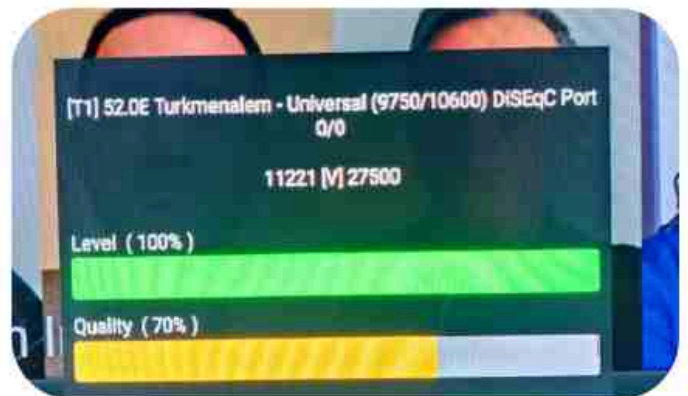 [T1] 52.0E Turkmenalem - Universal (9750/10600) DiSEqC Port
0/0
11221 [V] 27500
Level ( 100% )
Quality ( 70% )